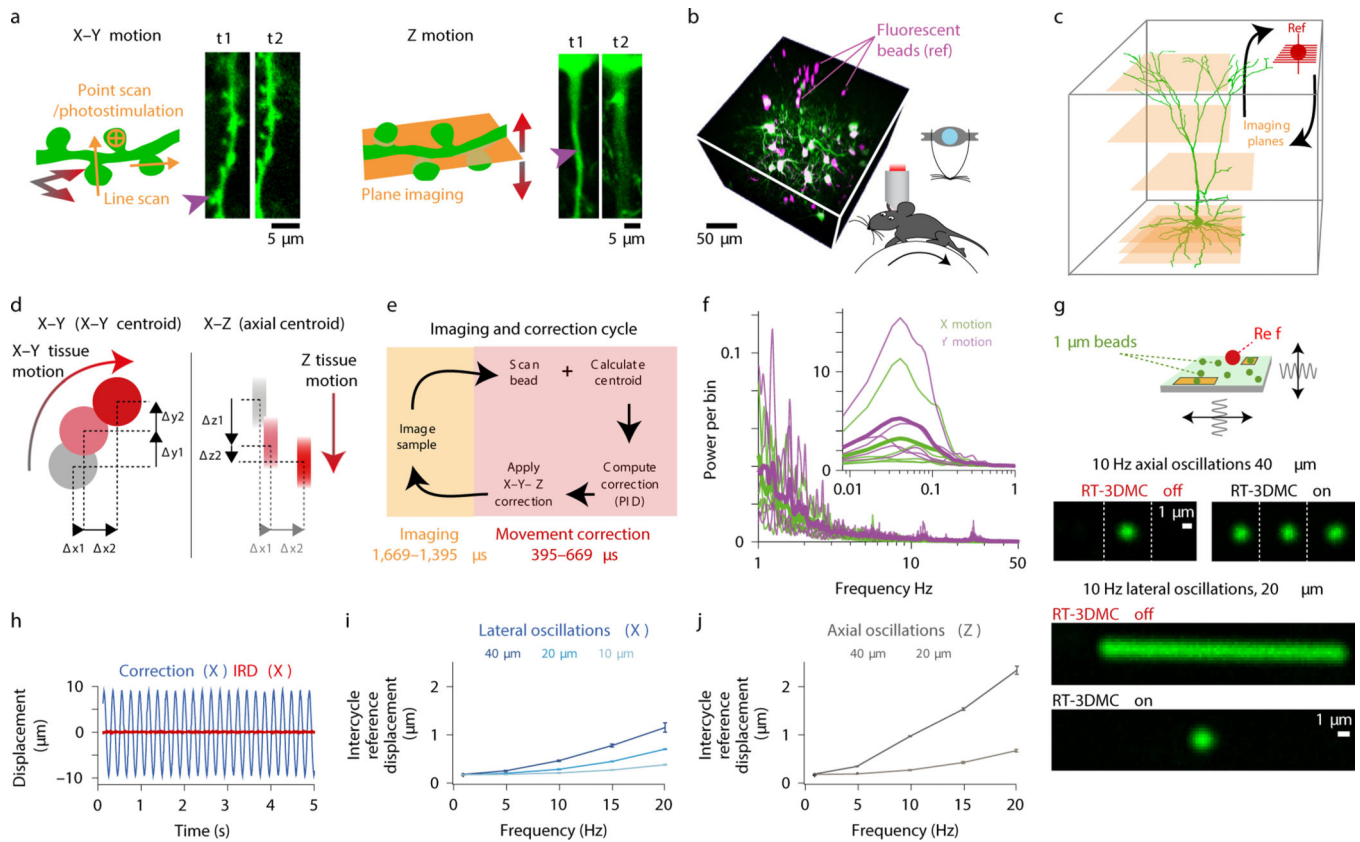 a
X–Y motion
t1 t2
Point scan
/photostimulation
Line scan
5 µm
Z motion
t1 t2
Plane imaging
5 µm
b
Fluorescent
beads (ref)
50 µm
c
Ref
Imaging
planes
d
X–Y (X–Y centroid)
X–Y tissue
motion
Δy2
Δy1
Δx1 Δx2
X–Z (axial centroid)
Z tissue
motion
Δz1
Δz2
Δx1 Δx2
e
Imaging and correction cycle
Scan
bead
+
Calculate
centroid
Image
sample
Apply
X–Y–Z
correction
Compute
correction
(PID)
Imaging
1,669–1,395 µs
Movement correction
395–669 µs
f
X motion
Y motion
Power per bin
0.1
0
10
0
0.01 0.1 1
1 10 50
Frequency Hz
g
Ref
1 µm beads
10 Hz axial oscillations 40 µm
RT-3DMC off
RT-3DMC on
1 µm
10 Hz lateral oscillations, 20 µm
RT-3DMC off
RT-3DMC on
1 µm
h
Correction (X) IRD (X)
Displacement
(µm)
10
0
–10
0 1 2 3 4 5
Time (s)
i
Lateral oscillations (X)
40 µm 20 µm 10 µm
Intercycle
reference
displacement
(µm)
2
1
0
0 5 10 15 20
Frequency (Hz)
j
Axial oscillations (Z)
40 µm 20 µm
Intercycle
reference
displacement
(µm)
2
1
0
0 5 10 15 20
Frequency (Hz)